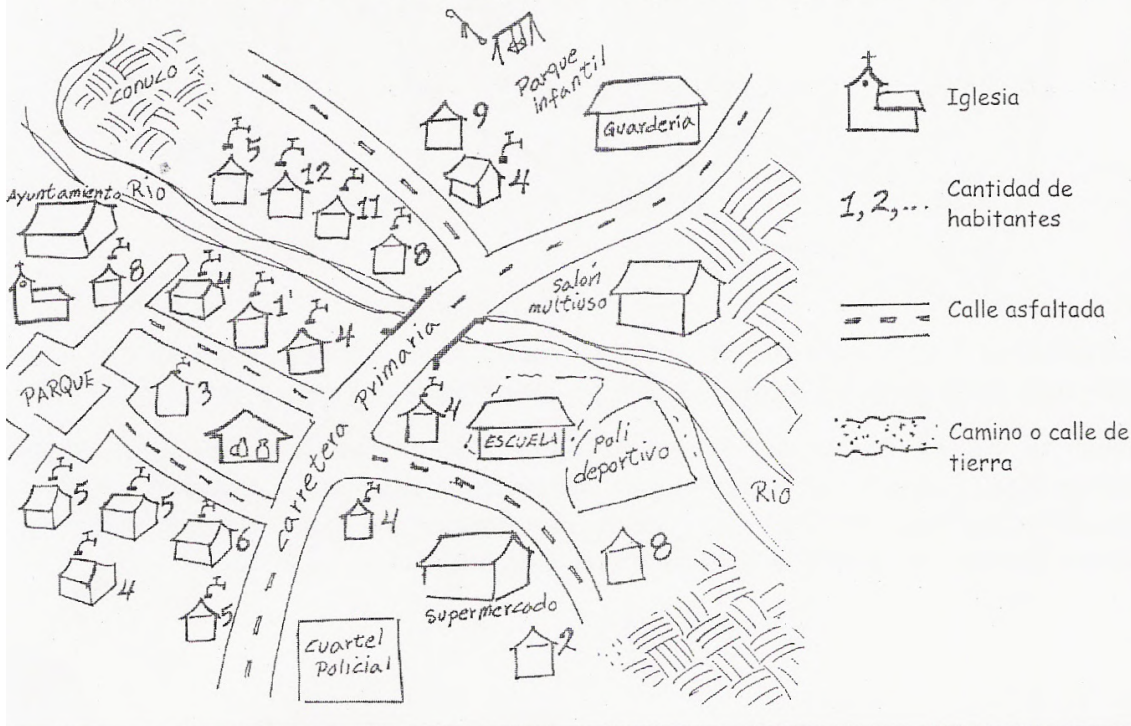 Parque
infantil
CONUCO
Guardería
9
4
5
12
11
8
Río
Ayuntamiento
8
4
1
4
Salón
multiuso
Primaria
Carretera
PARQUE
3
4
ESCUELA
Poli
deportivo
Río
5
5
6
4
5
4
8
Supermercado
2
Cuartel
Policial
Iglesia
1, 2, ...
Cantidad de
habitantes
Calle asfaltada
Camino o calle de
tierra